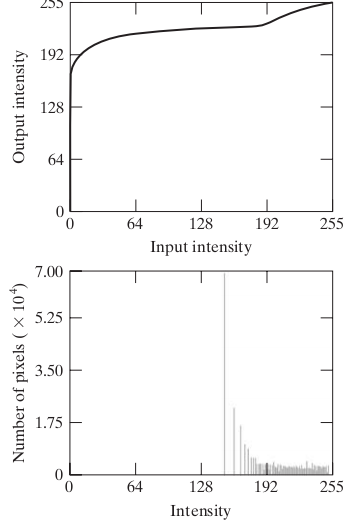 255
192
128
64
0
Output intensity
0 64 128 192 255
Input intensity
7.00
5.25
3.50
1.75
0
Number of pixels ( × 10⁴)
0 64 128 192 255
Intensity